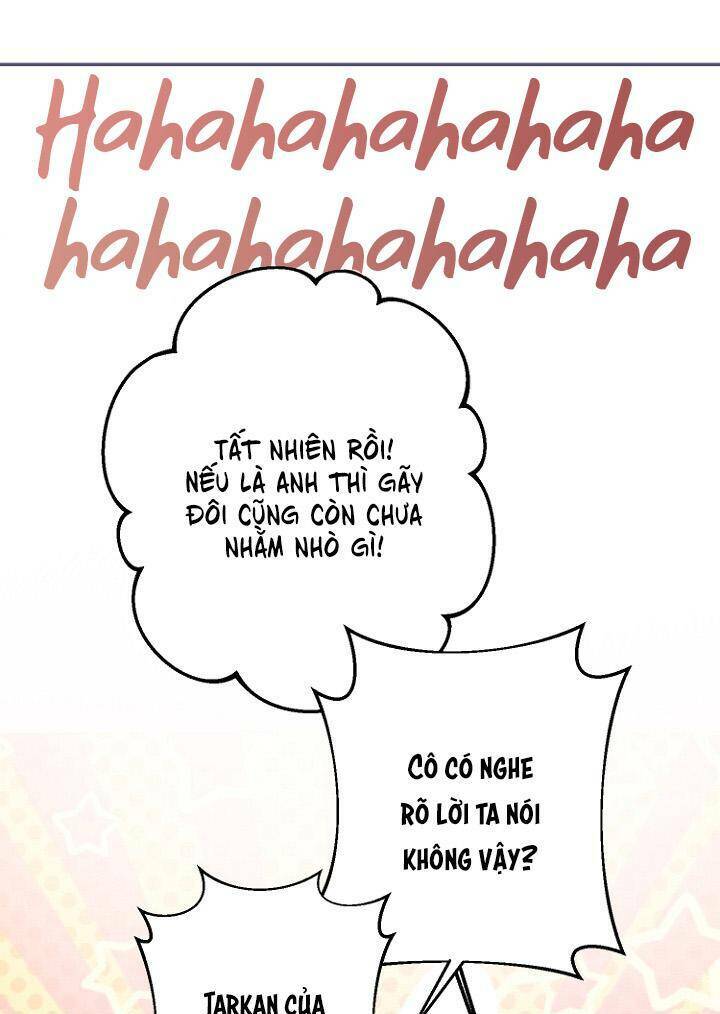 Hahahahahahaha
hahahahahahaha
TẤT NHIÊN RỒI!
NẾU LÀ ANH THÌ GÃY
ĐÔI CŨNG CÒN CHƯA
NHẰM NHÒ GÌ!
CÔ CÓ NGHE
RÕ LỜI TA NÓI
KHÔNG VẬY?
TARKAN CỦA